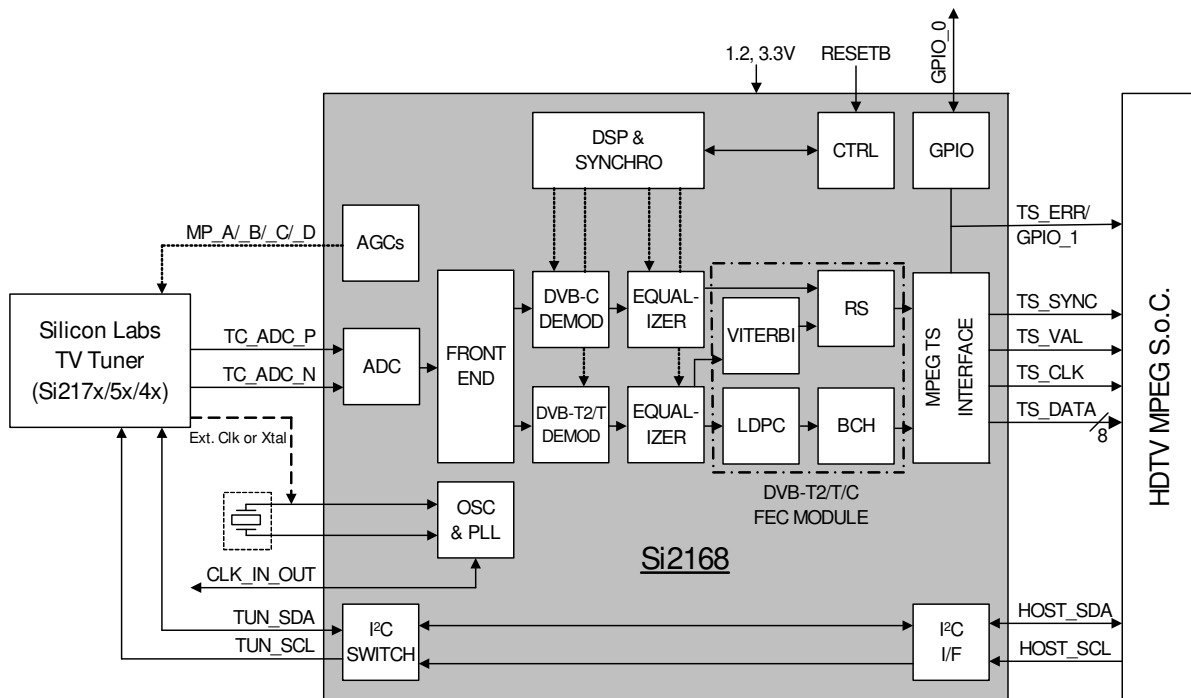 GPIO_0
1.2, 3.3V
RESETB
DSP &
SYNCHRO
CTRL
GPIO
MP_A/_B/_C/_D
AGCs
TS_ERR/
GPIO_1
Silicon Labs
TV Tuner
(Si217x/5x/4x)
TC_ADC_P
TC_ADC_N
ADC
FRONT
END
DVB-C
DEMOD
EQUAL-
IZER
DVB-T2/T
DEMOD
EQUAL-
IZER
VITERBI
RS
LDPC
BCH
DVB-T2/T/C
FEC MODULE
MPEG TS
INTERFACE
TS_SYNC
TS_VAL
TS_CLK
TS_DATA
8
HDTV MPEG S.o.C.
Ext. Clk or Xtal
OSC
& PLL
CLK_IN_OUT
Si2168
TUN_SDA
TUN_SCL
I²C
SWITCH
I²C
I/F
HOST_SDA
HOST_SCL